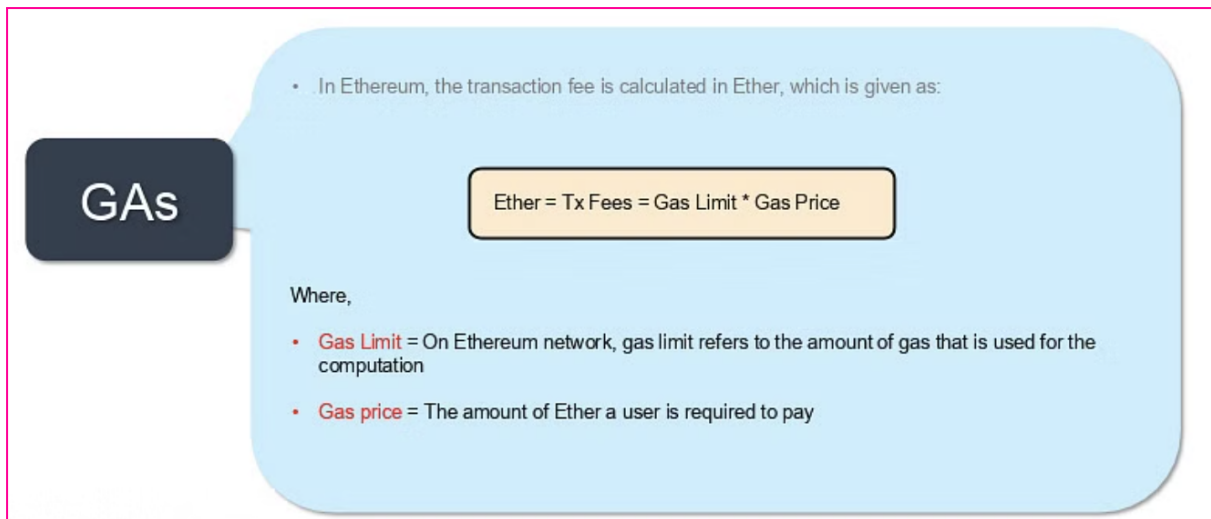 • In Ethereum, the transaction fee is calculated in Ether, which is given as:
GAs
Ether = Tx Fees = Gas Limit * Gas Price
Where,
• Gas Limit = On Ethereum network, gas limit refers to the amount of gas that is used for the
computation
• Gas price = The amount of Ether a user is required to pay